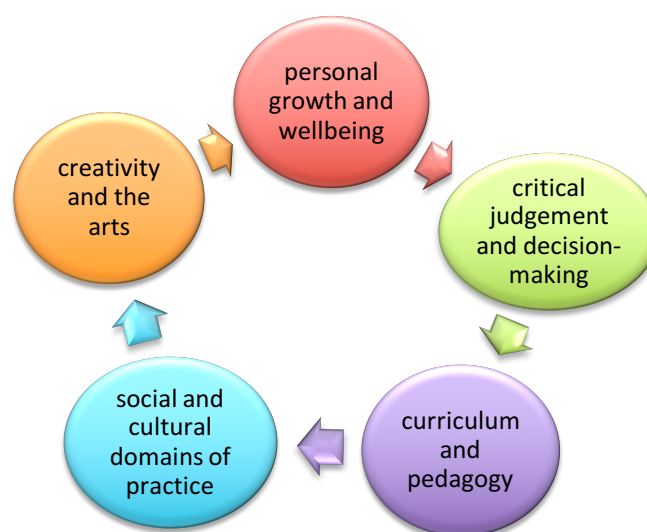 personal
growth and
wellbeing
critical
judgement
and decision-
making
curriculum
and
pedagogy
social and
cultural
domains of
practice
creativity
and the
arts